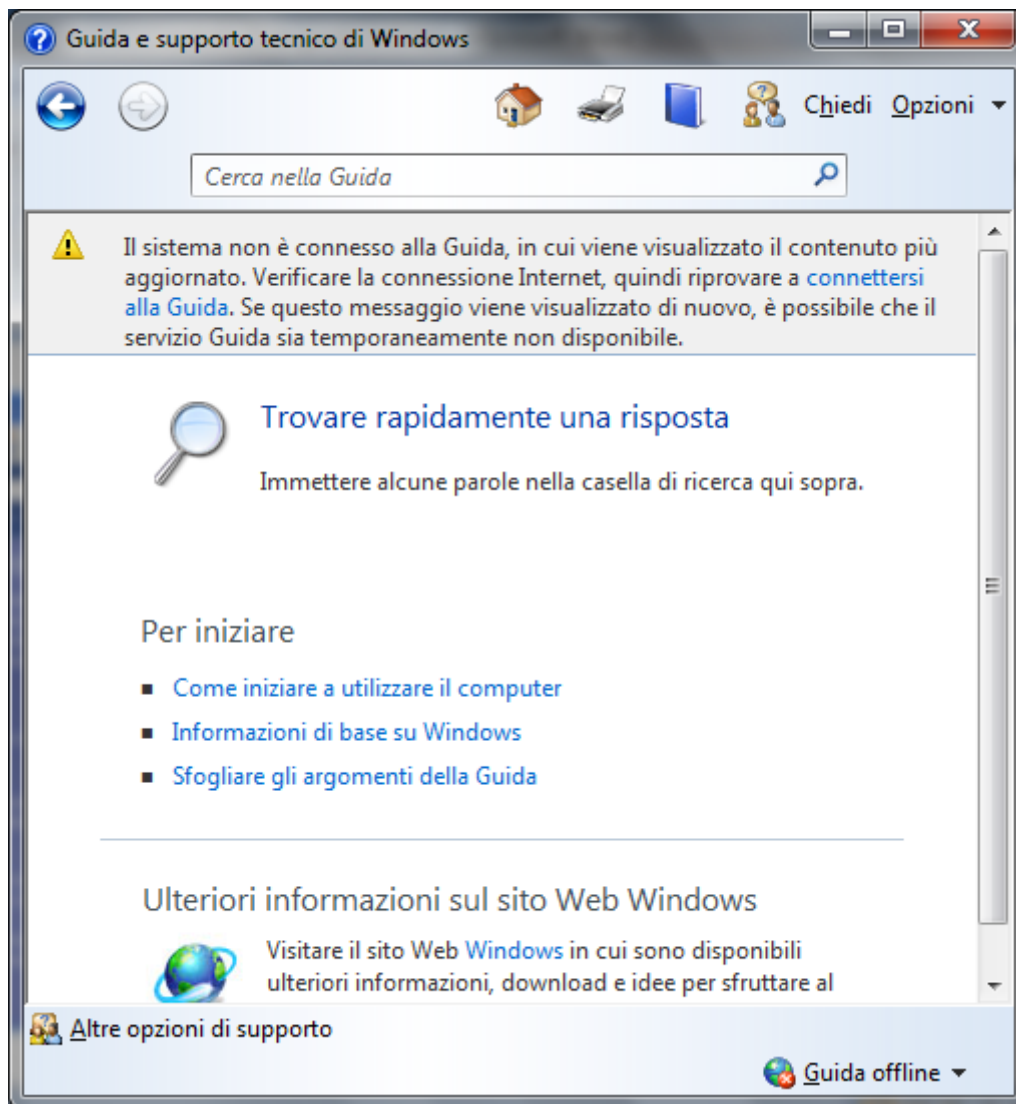 Guida e supporto tecnico di Windows
Chiedi Opzioni
Cerca nella Guida
Il sistema non è connesso alla Guida, in cui viene visualizzato il contenuto più
aggiornato. Verificare la connessione Internet, quindi riprovare a connettersi
alla Guida. Se questo messaggio viene visualizzato di nuovo, è possibile che il
servizio Guida sia temporaneamente non disponibile.
Trovare rapidamente una risposta
Immettere alcune parole nella casella di ricerca qui sopra.
Per iniziare
Come iniziare a utilizzare il computer
Informazioni di base su Windows
Sfogliare gli argomenti della Guida
Ulteriori informazioni sul sito Web Windows
Visitare il sito Web Windows in cui sono disponibili
ulteriori informazioni, download e idee per sfruttare al
Altre opzioni di supporto
Guida offline